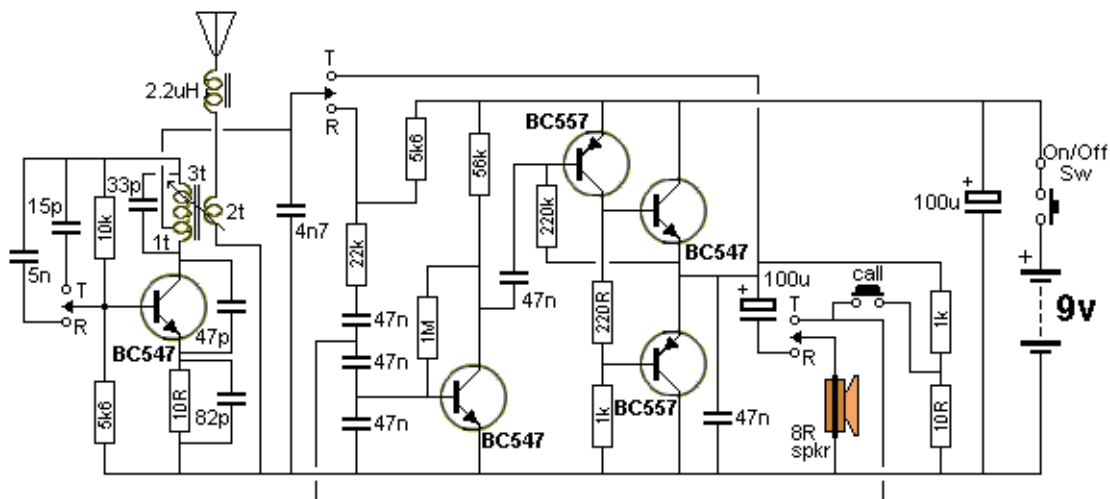 T
R
2.2uH
BC557
5k6
56k
On/Off
Sw
33p
3t
15p
10k
2t
1t
4n7
220k
100u
+
5n
22k
BC547
T
R
47n
100u
+
call
+
47p
47n
T
R
1k
9v
BC547
1M
220R
47n
BC557
5k6
10R
82p
47n
BC547
1k
47n
8R
spkr
10R